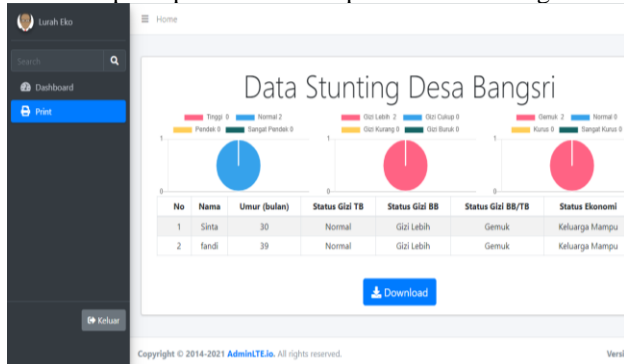 Lurah Eko
Home
Search
Dashboard
Print
Keluar
Data Stunting Desa Bangsri
Tinggi 0 Normal 2
Pendek 0 Sangat Pendek 0
Gizi Lebih 2 Gizi Cukup 0
Gizi Kurang 0 Gizi Buruk 0
Gemuk 2 Normal 0
Kurus 0 Sangat Kurus 0
1 1 1
0 0 0
No Nama Umur (bulan) Status Gizi TB Status Gizi BB Status Gizi BB/TB Status Ekonomi
1 Sinta 30 Normal Gizi Lebih Gemuk Keluarga Mampu
2 fandi 39 Normal Gizi Lebih Gemuk Keluarga Mampu
Download
Copyright © 2014-2021 AdminLTE.io. All rights reserved. Versi